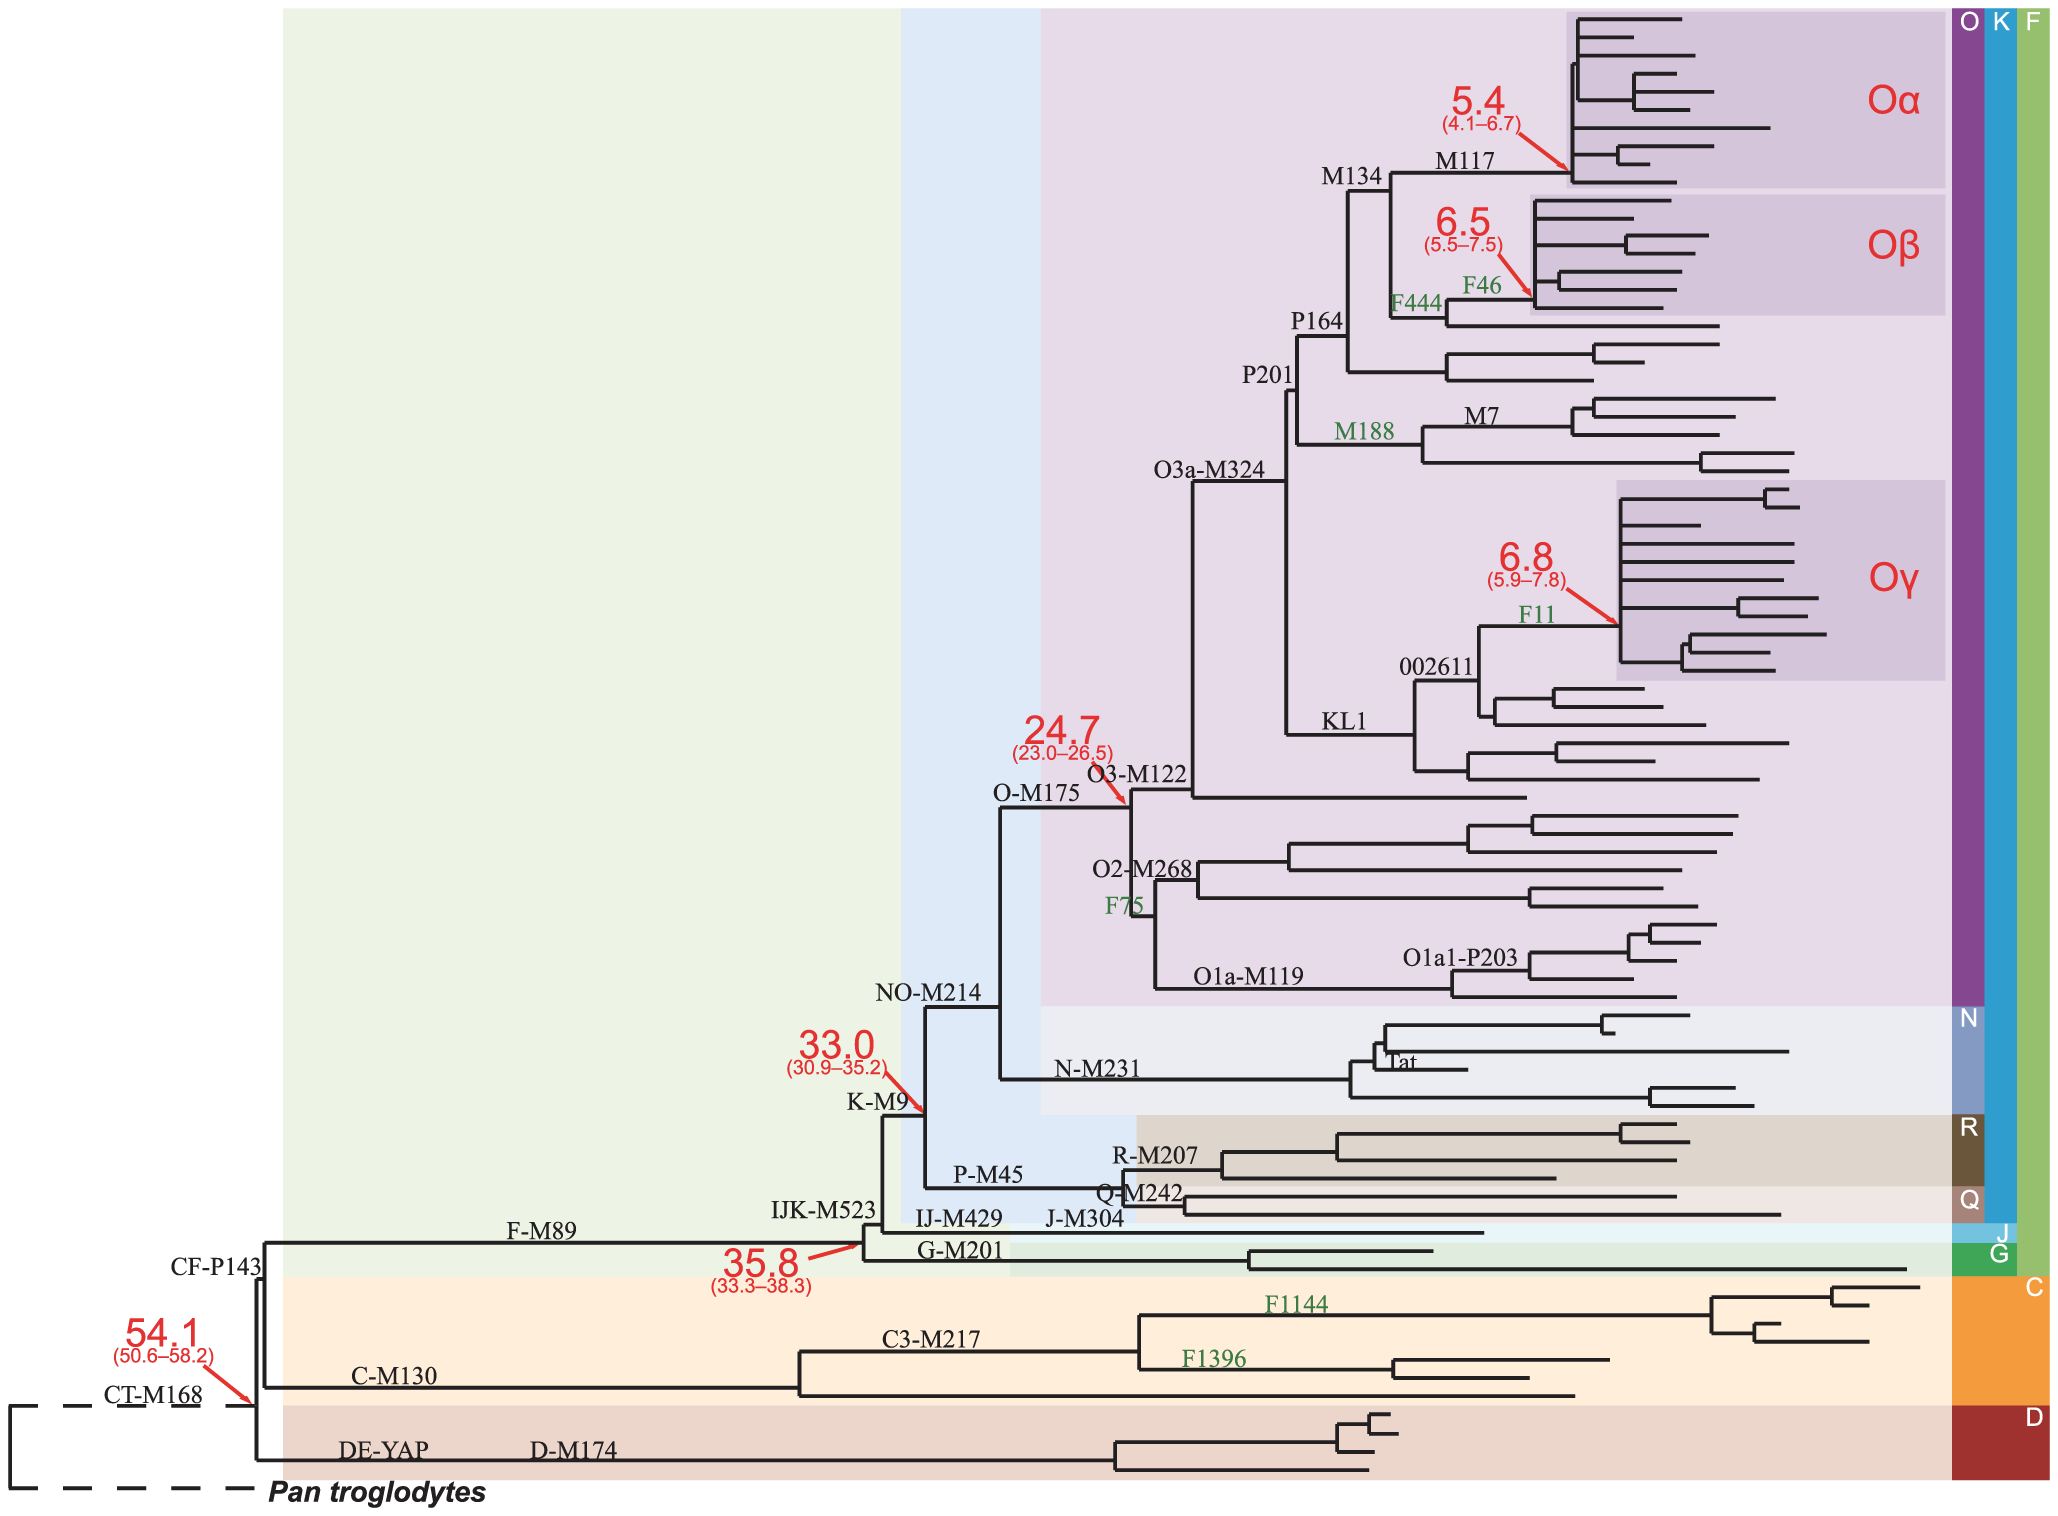 O K F
Oα
5.4
(4.1–6.7)
M117
M134
6.5
(5.5–7.5)
Oβ
F46
F444
P164
P201
M7
M188
O3a-M324
6.8
(5.9–7.8)
Oγ
F11
002611
KL1
24.7
(23.0–26.5)
O3-M122
O-M175
O2-M268
F75
O1a1-P203
O1a-M119
NO-M214
N
33.0
(30.9–35.2)
Tat
N-M231
K-M9
R
R-M207
P-M45
Q-M242
Q
IJK-M523
IJ-M429 J-M304
J
F-M89
G-M201
G
CF-P143
35.8
(33.3–38.3)
C
F1144
54.1
(50.6–58.2)
C3-M217
F1396
C-M130
CT-M168
D
DE-YAP D-M174
Pan troglodytes